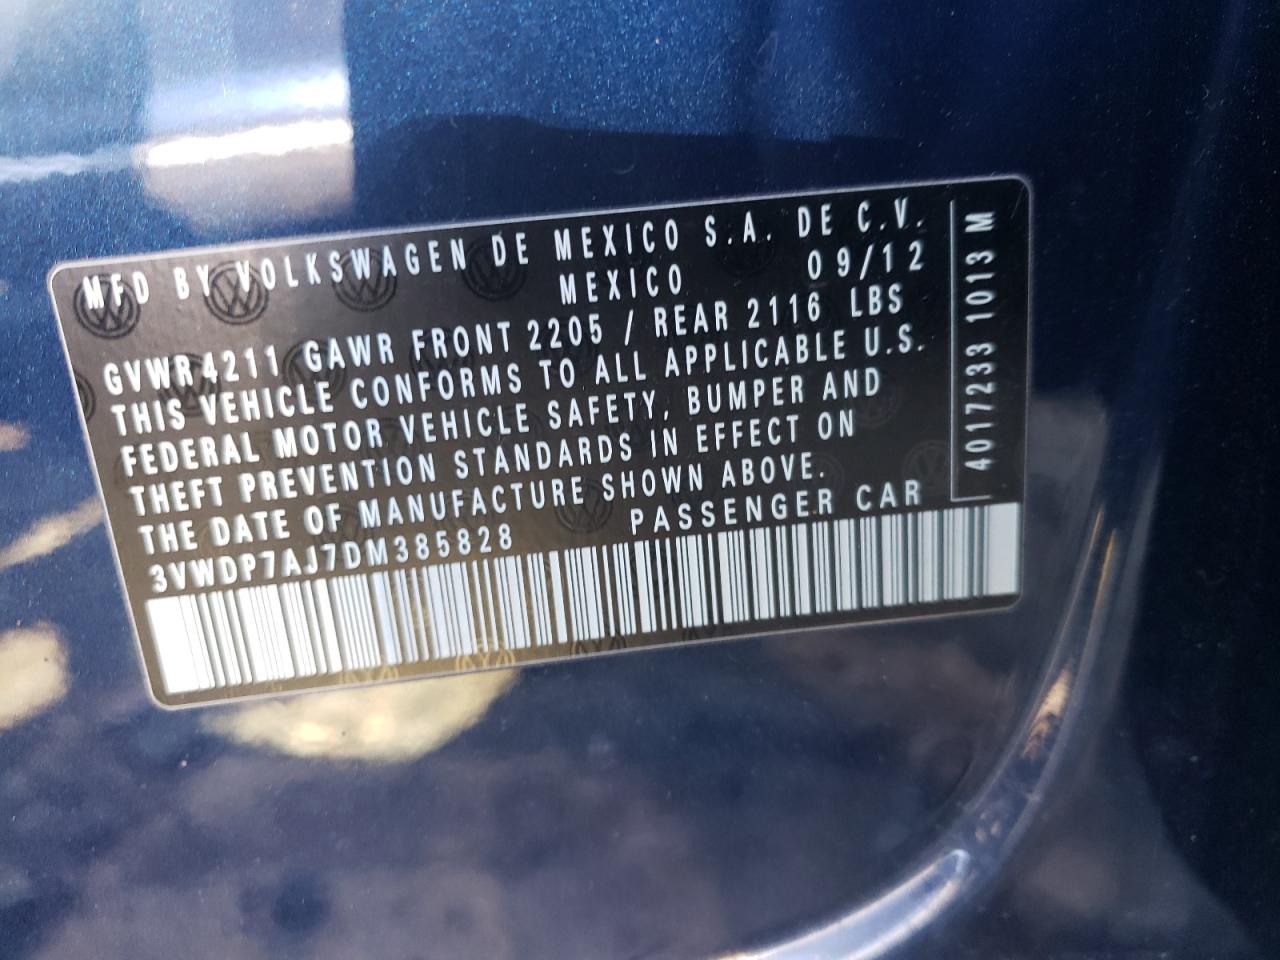 MFD BY VOLKSWAGEN DE MEXICO S.A. DE C.V.
MEXICO 09/12
GVWR 4211 GAWR FRONT 2205 / REAR 2116 LBS
THIS VEHICLE CONFORMS TO ALL APPLICABLE U.S.
FEDERAL MOTOR VEHICLE SAFETY, BUMPER AND
THEFT PREVENTION STANDARDS IN EFFECT ON
THE DATE OF MANUFACTURE SHOWN ABOVE.
3VWDP7AJ7DM385828 PASSENGER CAR
4017233 1013 M